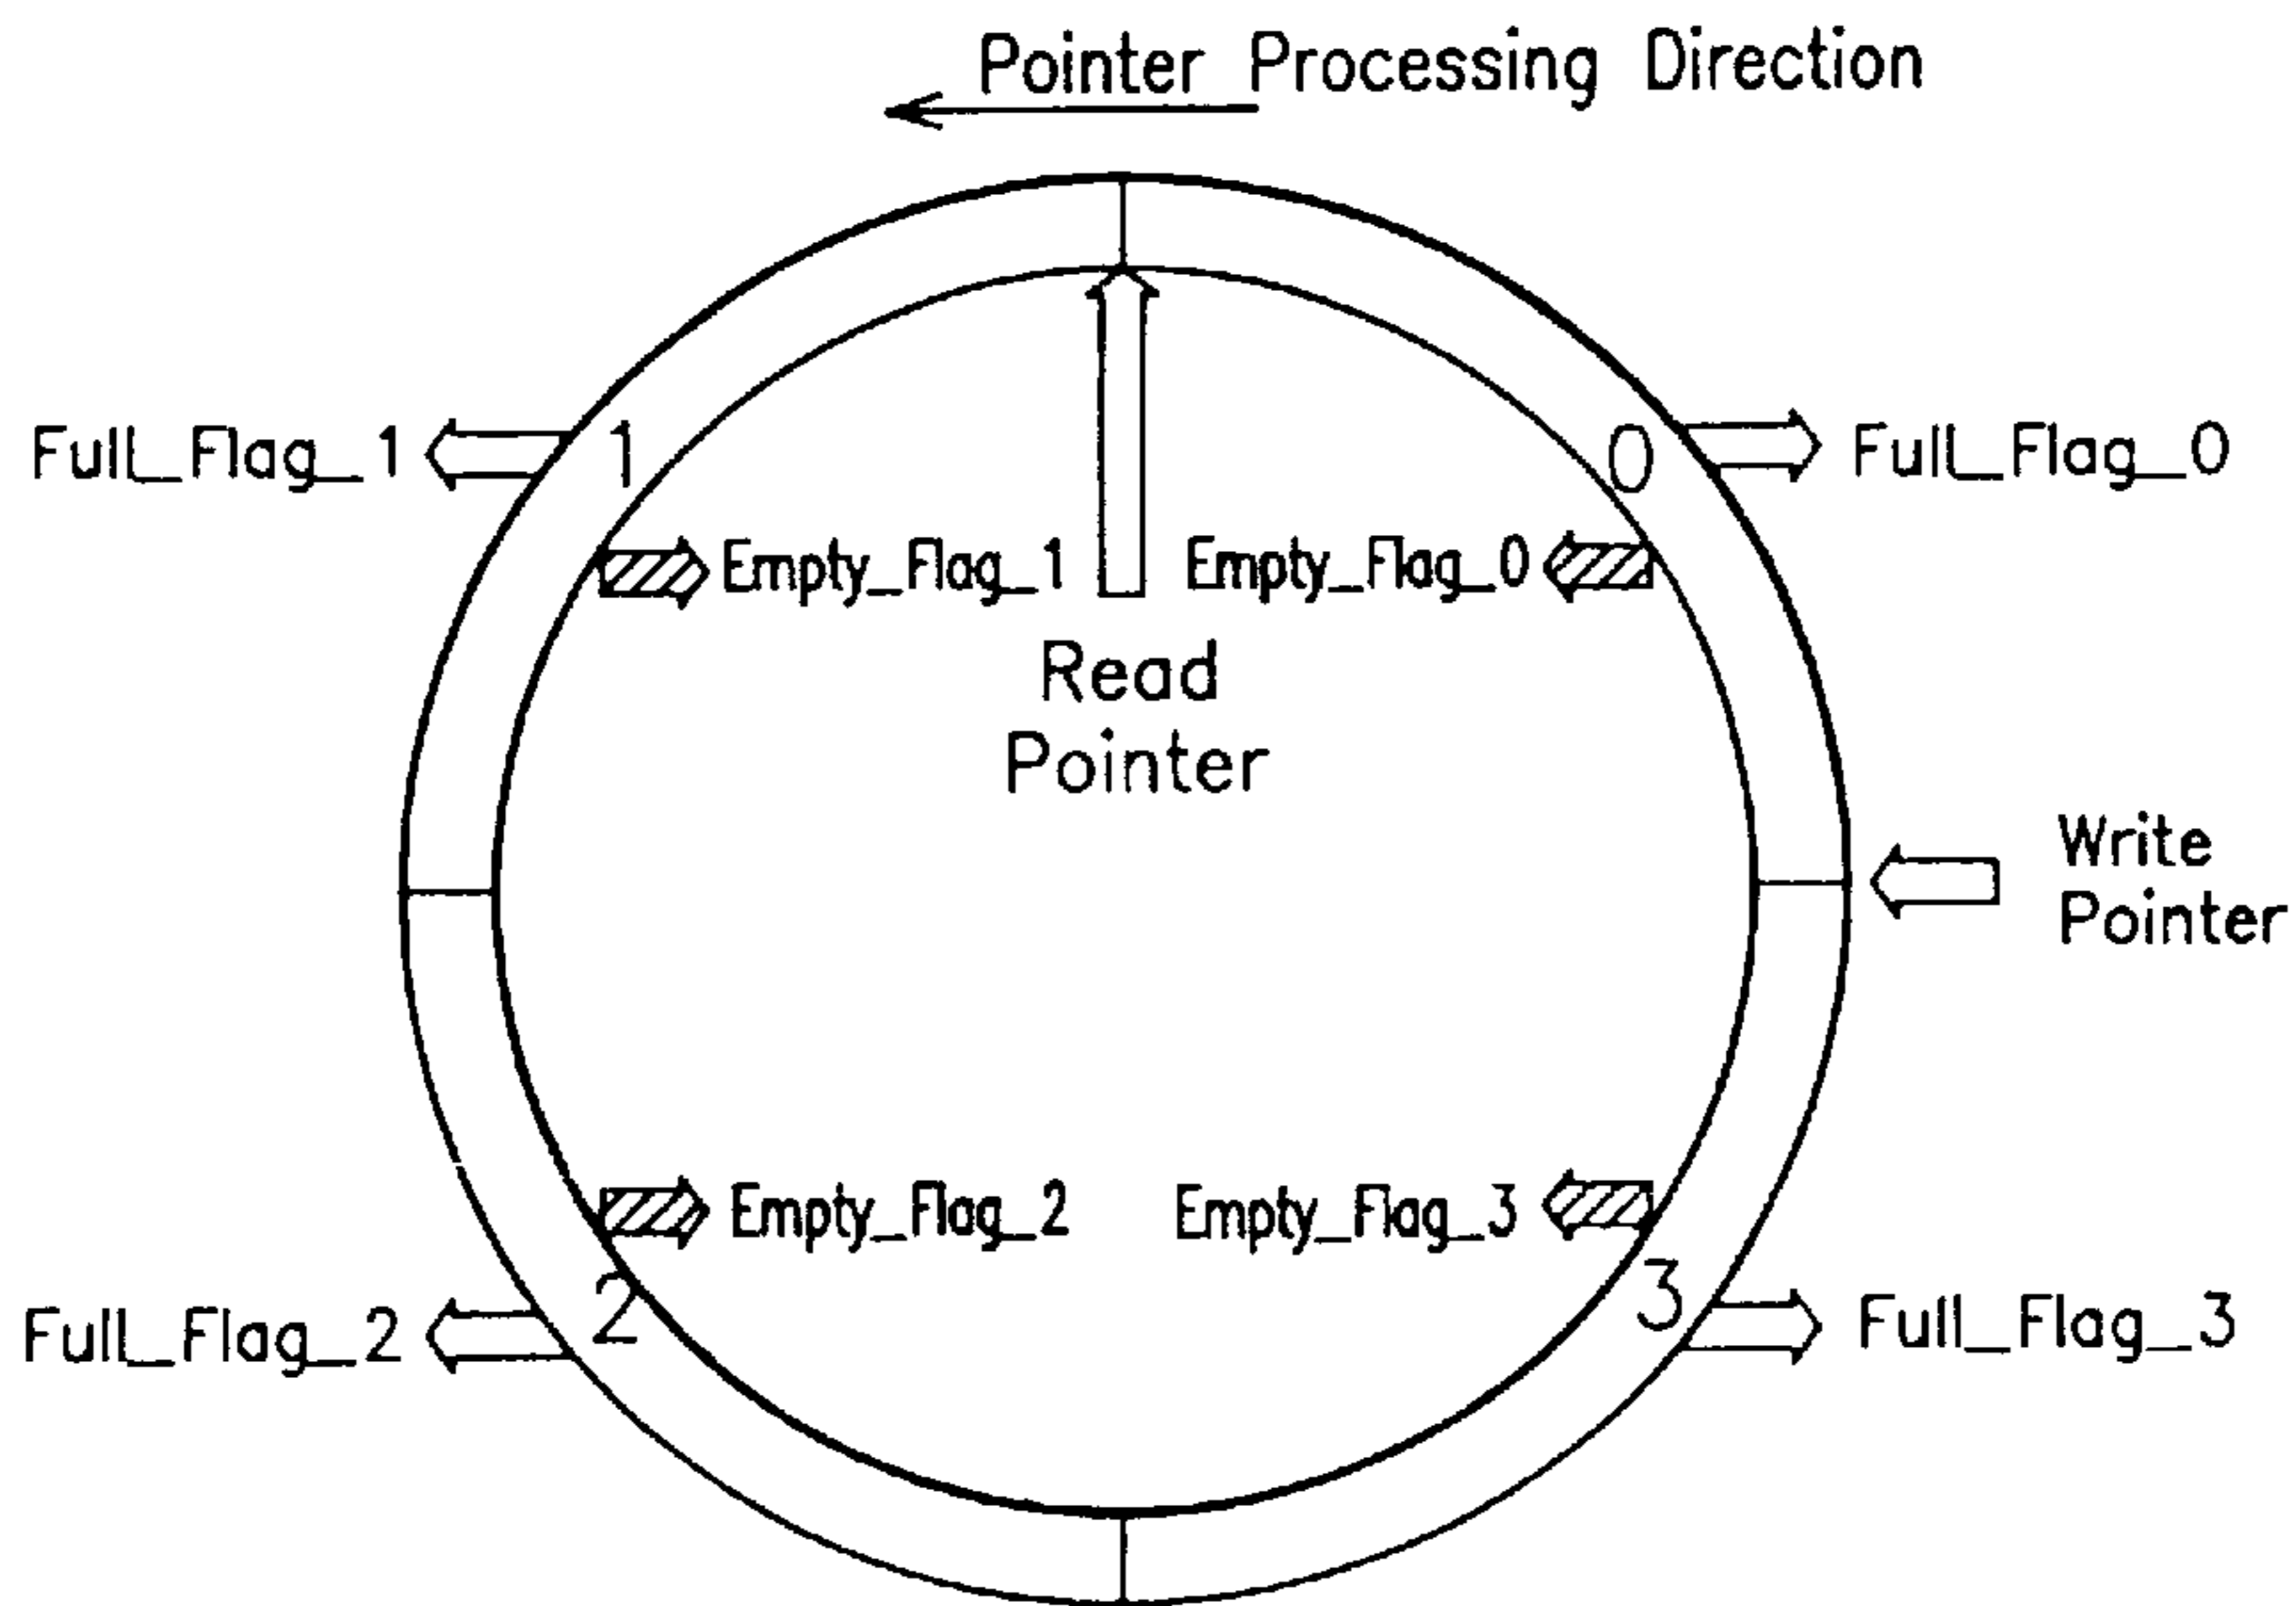 Pointer Processing Direction
Full_Flag_1
1
0
Full_Flag_0
Empty_Flag_1
Empty_Flag_0
Read
Pointer
Write
Pointer
Empty_Flag_2
Empty_Flag_3
2
3
Full_Flag_2
Full_Flag_3